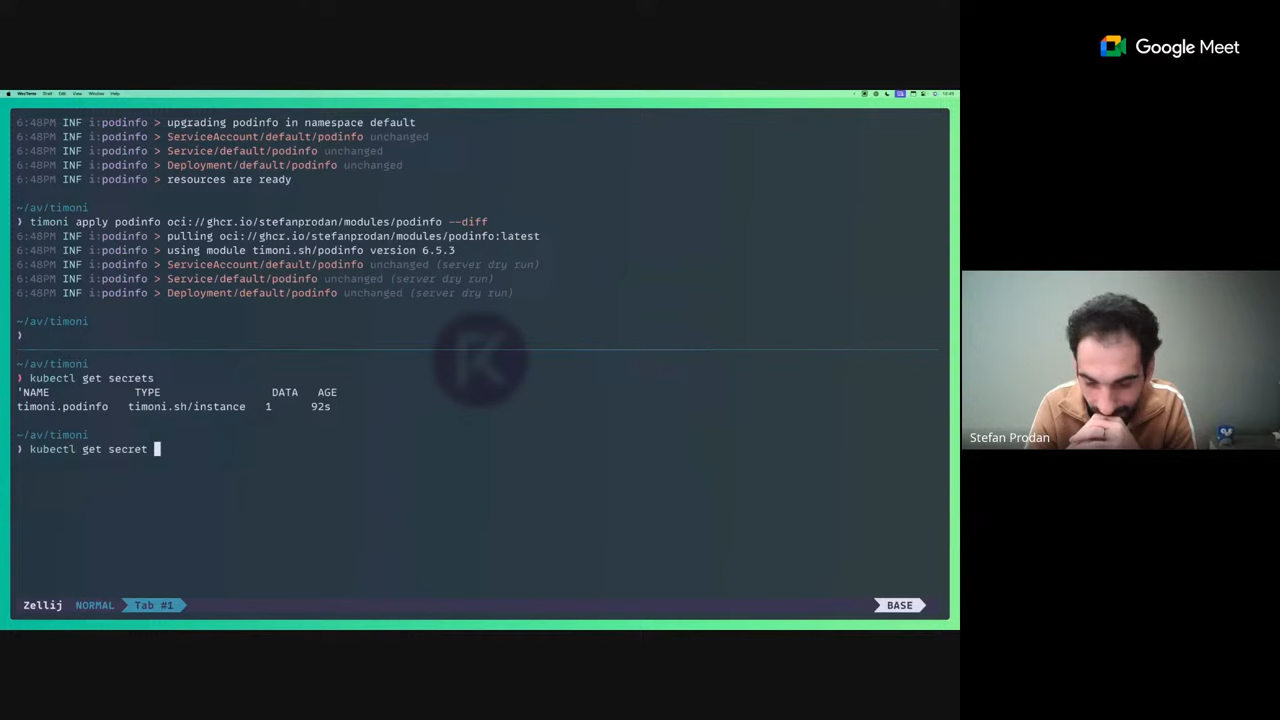 Google Meet
6:48PM INF i:podinfo > upgrading podinfo in namespace default
6:48PM INF i:podinfo > ServiceAccount/default/podinfo unchanged
6:48PM INF i:podinfo > Service/default/podinfo unchanged
6:48PM INF i:podinfo > Deployment/default/podinfo unchanged
6:48PM INF i:podinfo > resources are ready
~/av/timoni
❯ timoni apply podinfo oci://ghcr.io/stefanprodan/modules/podinfo --diff
6:48PM INF i:podinfo > pulling oci://ghcr.io/stefanprodan/modules/podinfo:latest
6:48PM INF i:podinfo > using module timoni.sh/podinfo version 6.5.3
6:48PM INF i:podinfo > ServiceAccount/default/podinfo unchanged (server dry run)
6:48PM INF i:podinfo > Service/default/podinfo unchanged (server dry run)
6:48PM INF i:podinfo > Deployment/default/podinfo unchanged (server dry run)
~/av/timoni
❯
~/av/timoni
❯ kubectl get secrets
'NAME TYPE DATA AGE
timoni.podinfo timoni.sh/instance 1 92s
~/av/timoni
❯ kubectl get secret
Zellij NORMAL Tab #1 BASE
Stefan Prodan